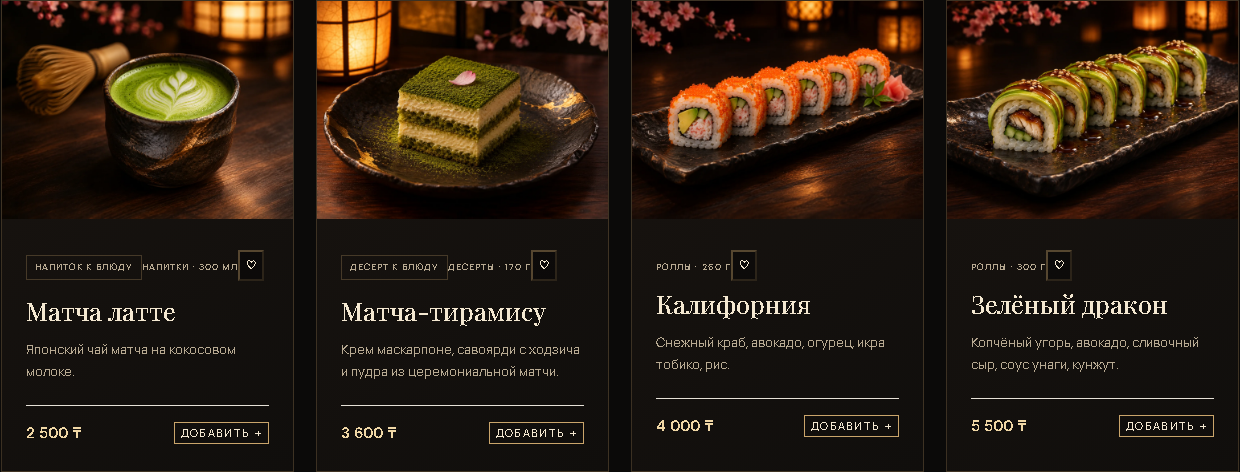 НАПИТОК К БЛЮДУ НАПИТКИ · 300 МЛ
Матча латте
Японский чай матча на кокосовом
молоке.
2 500 ₸ ДОБАВИТЬ +
ДЕСЕРТ К БЛЮДУ ДЕСЕРТЫ · 170 Г
Матча-тирамису
Крем маскарпоне, савоярди с ходзича
и пудра из церемониальной матчи.
3 600 ₸ ДОБАВИТЬ +
РОЛЛЫ · 260 Г
Калифорния
Снежный краб, авокадо, огурец, икра
тобико, рис.
4 000 ₸ ДОБАВИТЬ +
РОЛЛЫ · 300 Г
Зелёный дракон
Копчёный угорь, авокадо, сливочный
сыр, соус унаги, кунжут.
5 500 ₸ ДОБАВИТЬ +